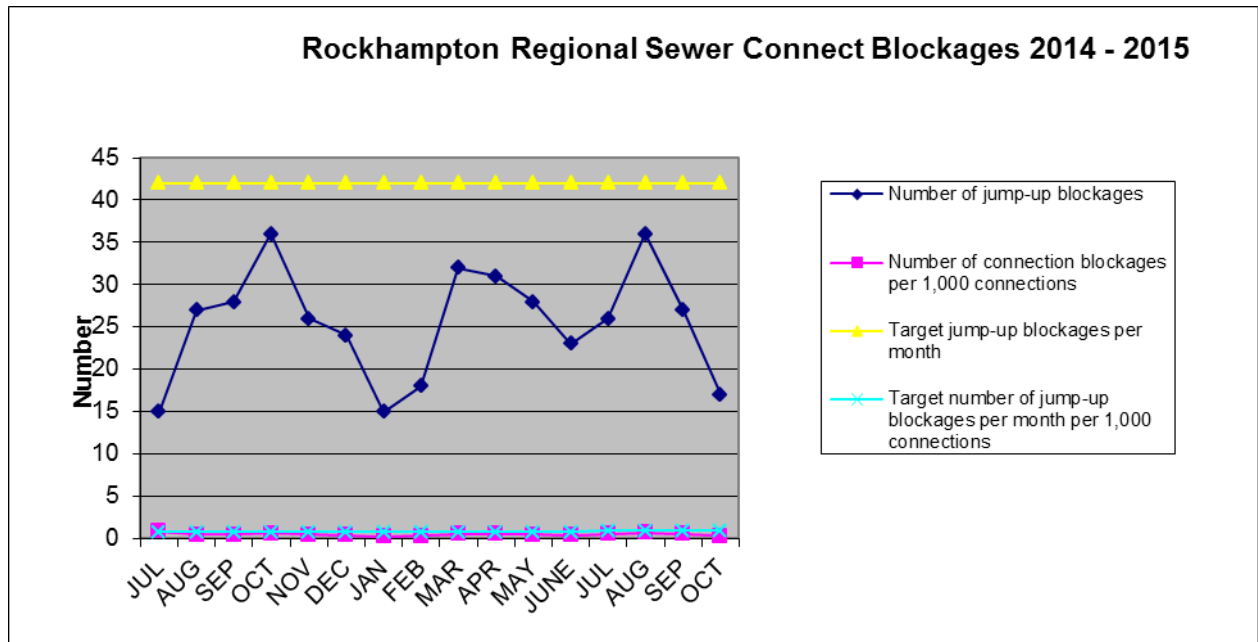 Rockhampton Regional Sewer Connect Blockages 2014 - 2015
Number
45
40
35
30
25
20
15
10
5
0
JUL
AUG
SEP
OCT
NOV
DEC
JAN
FEB
MAR
APR
MAY
JUNE
JUL
AUG
SEP
OCT
Number of jump-up blockages
Number of connection blockages
per 1,000 connections
Target jump-up blockages per
month
Target number of jump-up
blockages per month per 1,000
connections